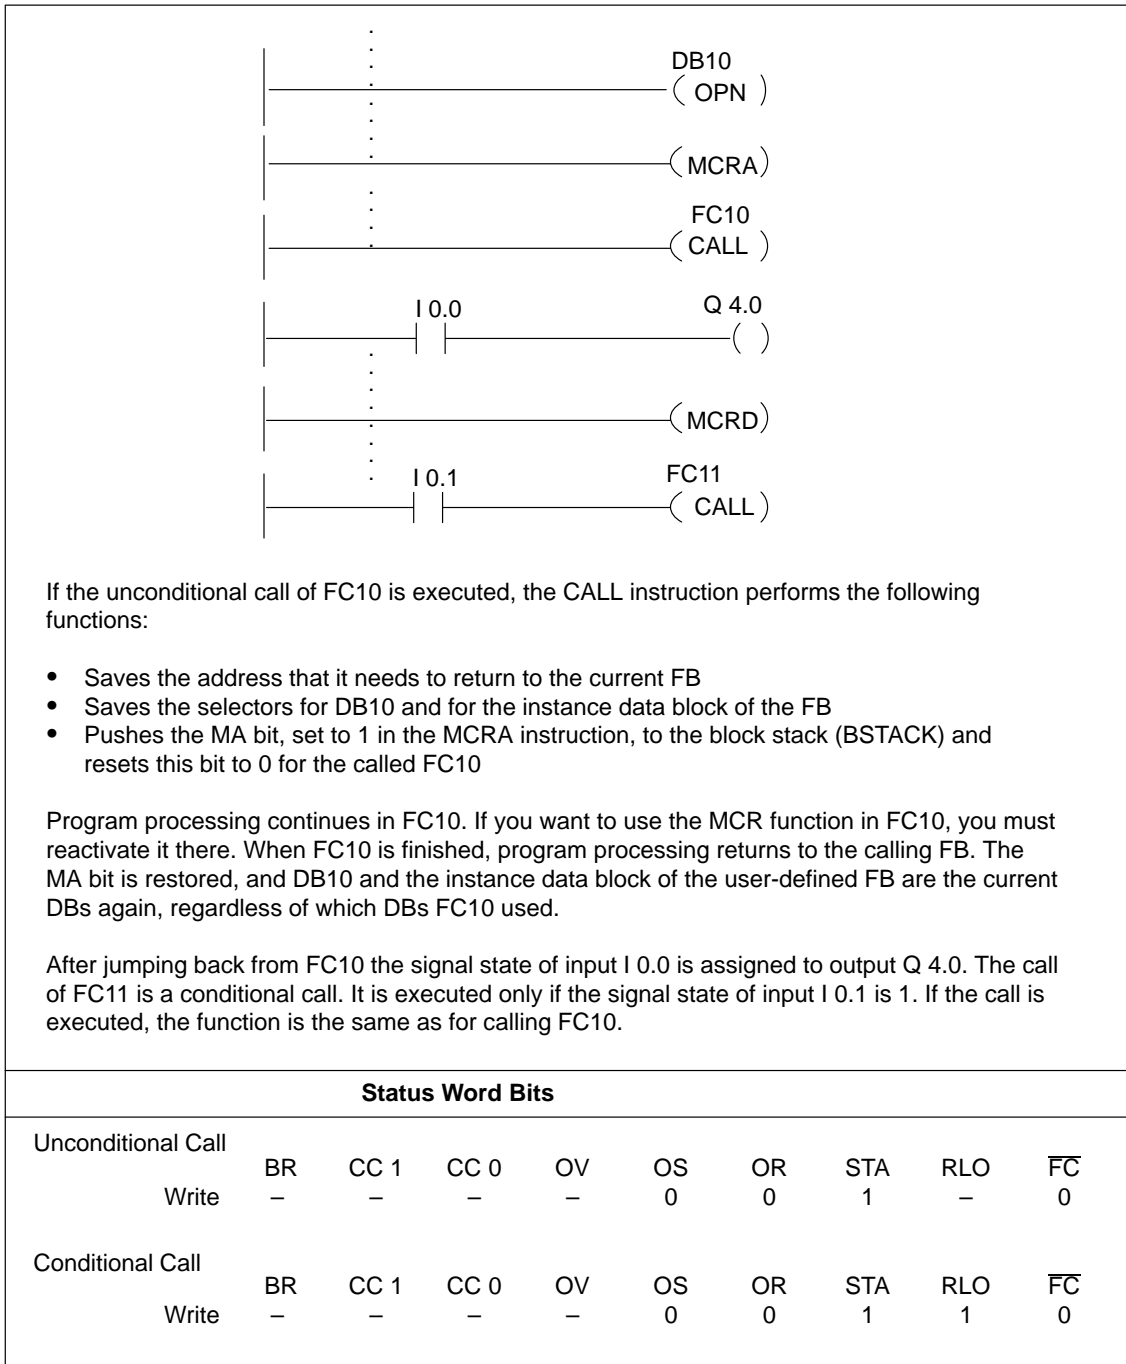 DB10
( OPN )
(MCRA)
FC10
( CALL )
I 0.0 Q 4.0
( )
(MCRD)
I 0.1 FC11
( CALL )
If the unconditional call of FC10 is executed, the CALL instruction performs the following
functions:
• Saves the address that it needs to return to the current FB
• Saves the selectors for DB10 and for the instance data block of the FB
• Pushes the MA bit, set to 1 in the MCRA instruction, to the block stack (BSTACK) and
resets this bit to 0 for the called FC10
Program processing continues in FC10. If you want to use the MCR function in FC10, you must
reactivate it there. When FC10 is finished, program processing returns to the calling FB. The
MA bit is restored, and DB10 and the instance data block of the user-defined FB are the current
DBs again, regardless of which DBs FC10 used.
After jumping back from FC10 the signal state of input I 0.0 is assigned to output Q 4.0. The call
of FC11 is a conditional call. It is executed only if the signal state of input I 0.1 is 1. If the call is
executed, the function is the same as for calling FC10.
Status Word Bits
Unconditional Call
BR CC 1 CC 0 OV OS OR STA RLO F̅C̅
Write – – – – 0 0 1 – 0
Conditional Call
BR CC 1 CC 0 OV OS OR STA RLO F̅C̅
Write – – – – 0 0 1 1 0